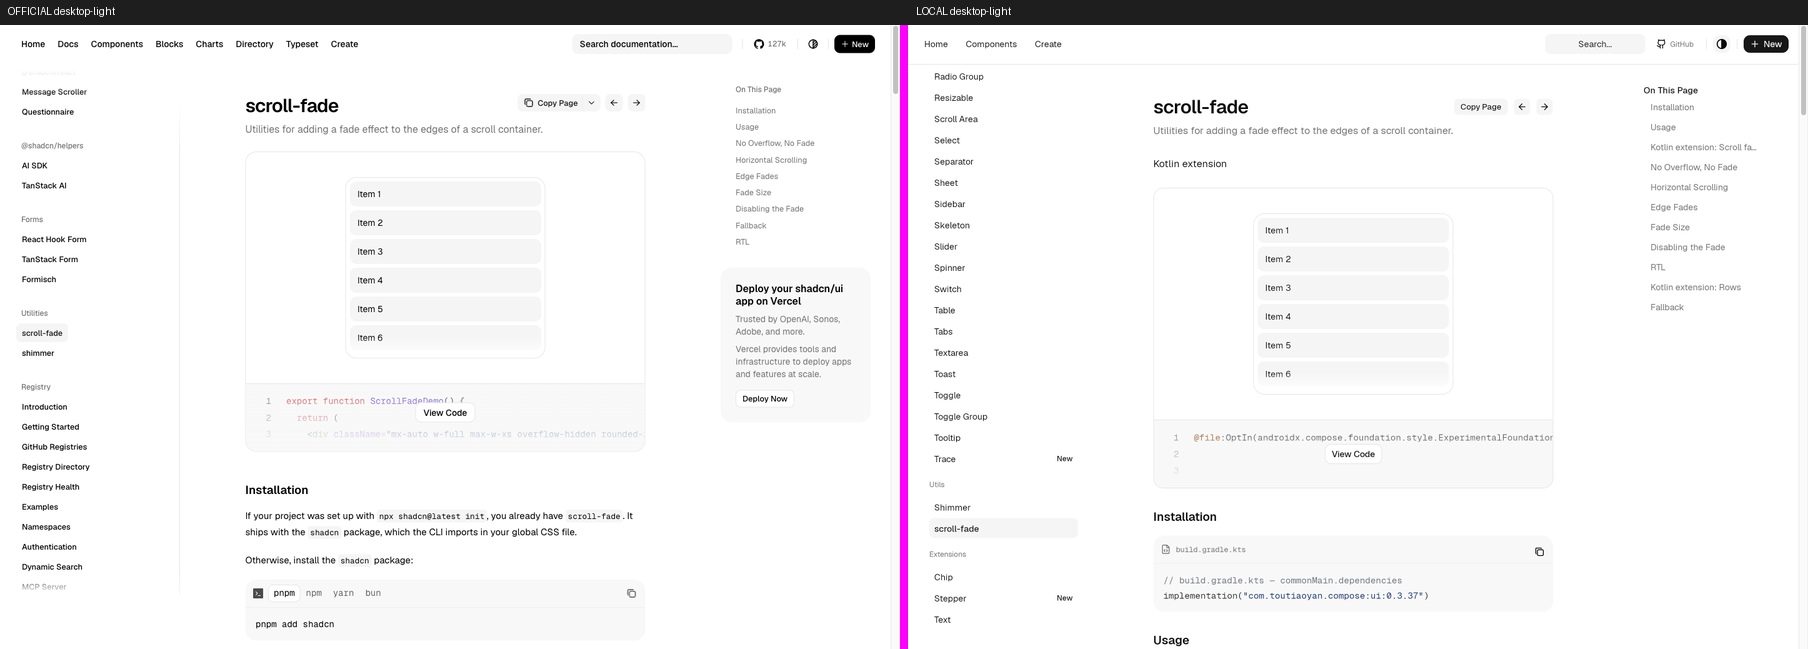 OFFICIAL desktop-light
Home Docs Components Blocks Charts Directory Typeset Create
Search documentation...
127k
New
Message Scroller
Questionnaire
@shadcn/helpers
AI SDK
TanStack AI
Forms
React Hook Form
TanStack Form
Formisch
Utilities
scroll-fade
shimmer
Registry
Introduction
Getting Started
GitHub Registries
Registry Directory
Registry Health
Examples
Namespaces
Authentication
Dynamic Search
MCP Server
scroll-fade
Copy Page
Utilities for adding a fade effect to the edges of a scroll container.
Item 1
Item 2
Item 3
Item 4
Item 5
Item 6
1 export function ScrollFadeDemo() {
2 return (
3 <div className="mx-auto w-full max-w-xs overflow-hidden rounded-
View Code
Installation
If your project was set up with npx shadcn@latest init, you already have scroll-fade. It
ships with the shadcn package, which the CLI imports in your global CSS file.
Otherwise, install the shadcn package:
pnpm npm yarn bun
pnpm add shadcn
On This Page
Installation
Usage
No Overflow, No Fade
Horizontal Scrolling
Edge Fades
Fade Size
Disabling the Fade
Fallback
RTL
Deploy your shadcn/ui
app on Vercel
Trusted by OpenAI, Sonos,
Adobe, and more.
Vercel provides tools and
infrastructure to deploy apps
and features at scale.
Deploy Now
LOCAL desktop-light
Home Components Create
Search...
GitHub
New
Radio Group
Resizable
Scroll Area
Select
Separator
Sheet
Sidebar
Skeleton
Slider
Spinner
Switch
Table
Tabs
Textarea
Toast
Toggle
Toggle Group
Tooltip
Trace New
Utils
Shimmer
scroll-fade
Extensions
Chip
Stepper New
Text
scroll-fade
Copy Page
Utilities for adding a fade effect to the edges of a scroll container.
Kotlin extension
Item 1
Item 2
Item 3
Item 4
Item 5
Item 6
1 @file:OptIn(androidx.compose.foundation.style.ExperimentalFoundation
2
3
View Code
Installation
build.gradle.kts
// build.gradle.kts — commonMain.dependencies
implementation("com.toutiaoyan.compose:ui:0.3.37")
Usage
On This Page
Installation
Usage
Kotlin extension: Scroll fa...
No Overflow, No Fade
Horizontal Scrolling
Edge Fades
Fade Size
Disabling the Fade
RTL
Kotlin extension: Rows
Fallback